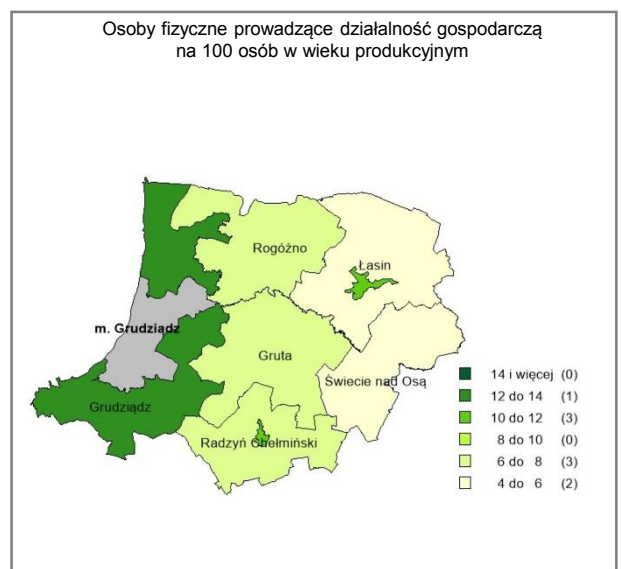 Osoby fizyczne prowadzące działalność gospodarczą
na 100 osób w wieku produkcyjnym
Rogóźno
Łasin
m. Grudziądz
Gruta
Świecie nad Osą
Grudziądz
Radzyń Chełmiński
14 i więcej (0)
12 do 14 (1)
10 do 12 (3)
8 do 10 (0)
6 do 8 (3)
4 do 6 (2)